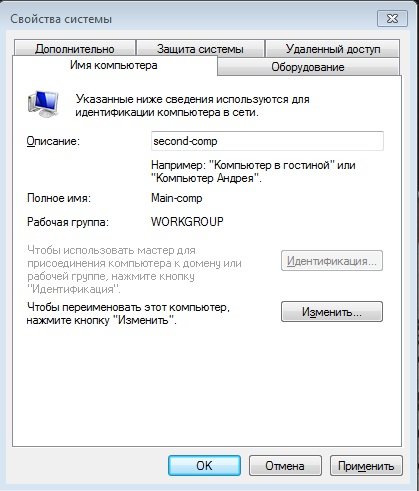 Свойства системы
Дополнительно Защита системы Удаленный доступ
Имя компьютера Оборудование
Указанные ниже сведения используются для
идентификации компьютера в сети.
Описание: second-comp
Например: "Компьютер в гостиной" или
"Компьютер Андрея".
Полное имя: Main-comp
Рабочая группа: WORKGROUP
Чтобы использовать мастер для
присоединения компьютера к домену или
рабочей группе, нажмите кнопку
"Идентификация".
Идентификация...
Чтобы переименовать этот компьютер,
нажмите кнопку "Изменить".
Изменить...
OK Отмена Применить